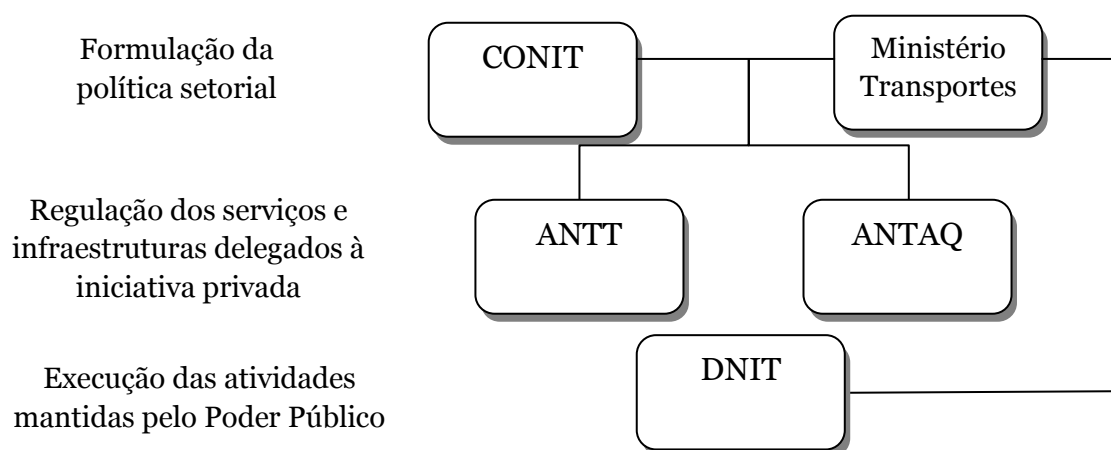 Formulação da
política setorial
CONIT
Ministério
Transportes
Regulação dos serviços e
infraestruturas delegados à
iniciativa privada
ANTT
ANTAQ
Execução das atividades
mantidas pelo Poder Público
DNIT